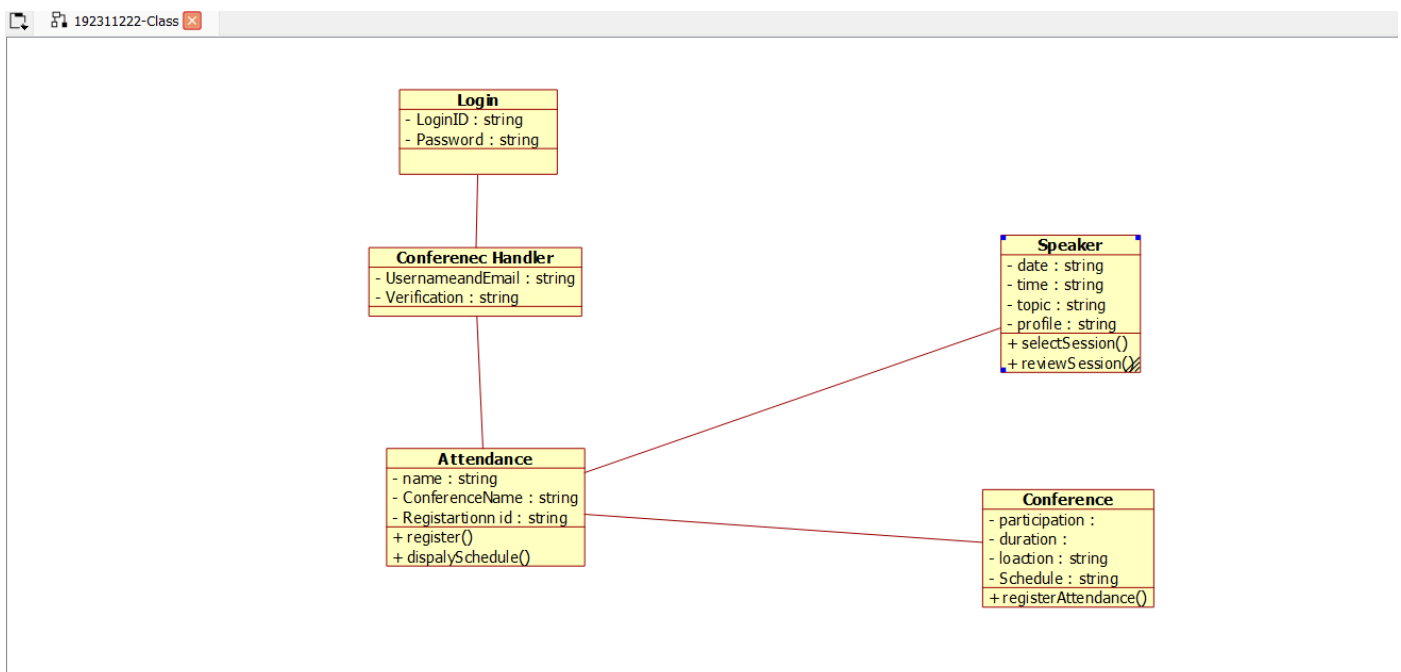 192311222-Class
Login
- LoginID : string
- Password : string
Conferenec Handler
- UsernameandEmail : string
- Verification : string
Speaker
- date : string
- time : string
- topic : string
- profile : string
+ selectSession()
+ reviewSession()
Attendance
- name : string
- ConferenceName : string
- Registartionn id : string
+ register()
+ dispalySchedule()
Conference
- participation :
- duration :
- loaction : string
- Schedule : string
+ registerAttendance()